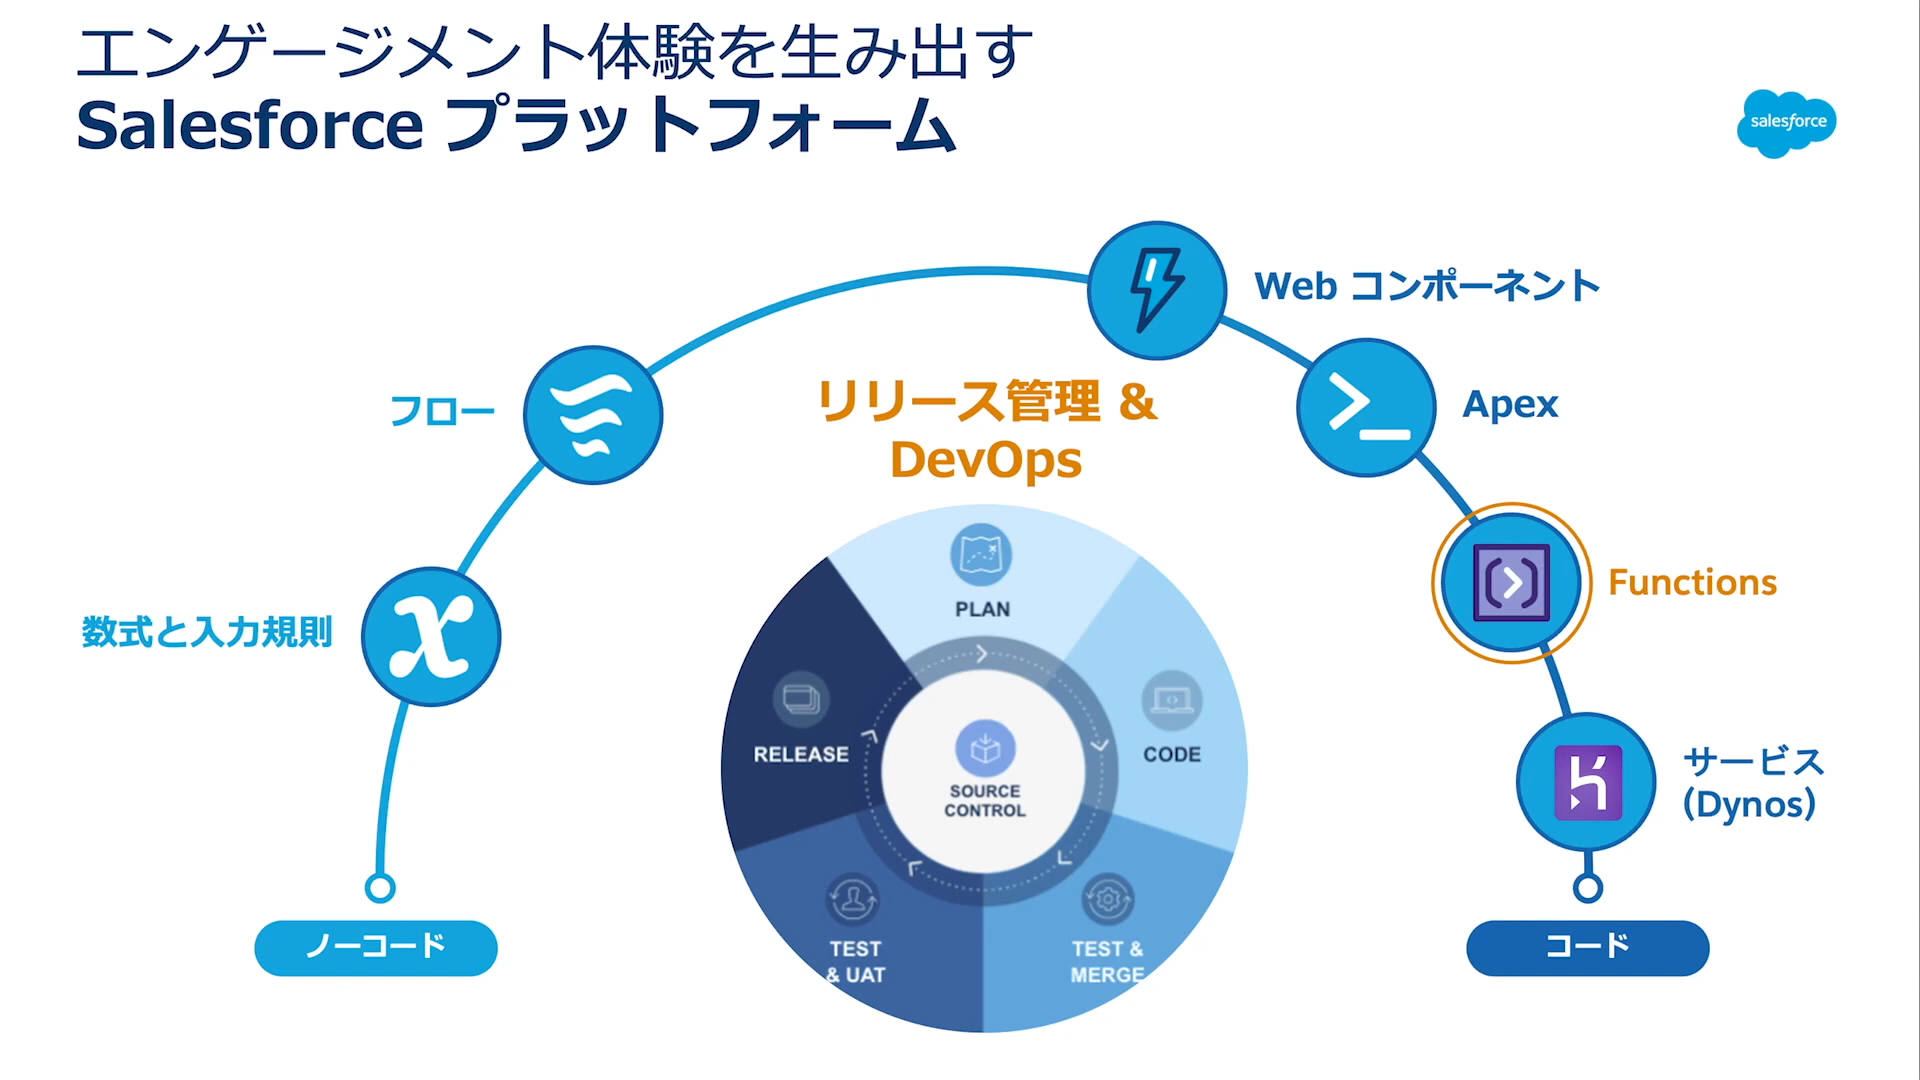 エンゲージメント体験を生み出す
Salesforce プラットフォーム
salesforce
Web コンポーネント
フロー
リリース管理 &
DevOps
Apex
数式と入力規則
Functions
PLAN
RELEASE
CODE
SOURCE
CONTROL
サービス
(Dynos)
TEST
& UAT
TEST &
MERGE
ノーコード
コード